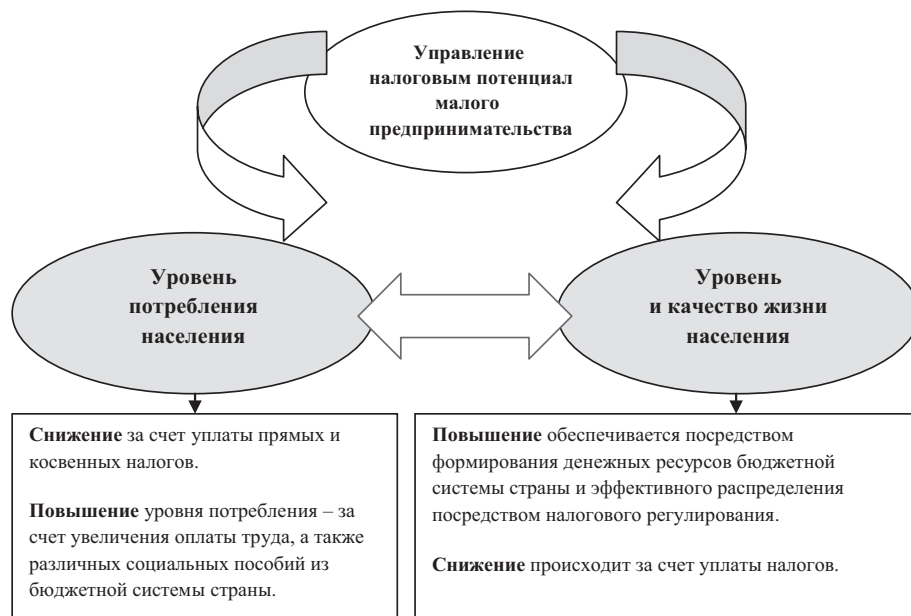 Управление
налоговым потенциал
малого
предпринимательства
Уровень
потребления
населения
Уровень
и качество жизни
населения
Снижение за счет уплаты прямых и
косвенных налогов.
Повышение уровня потребления – за
счет увеличения оплаты труда, а также
различных социальных пособий из
бюджетной системы страны.
Повышение обеспечивается посредством
формирования денежных ресурсов бюджетной
системы страны и эффективного распределения
посредством налогового регулирования.
Снижение происходит за счет уплаты налогов.